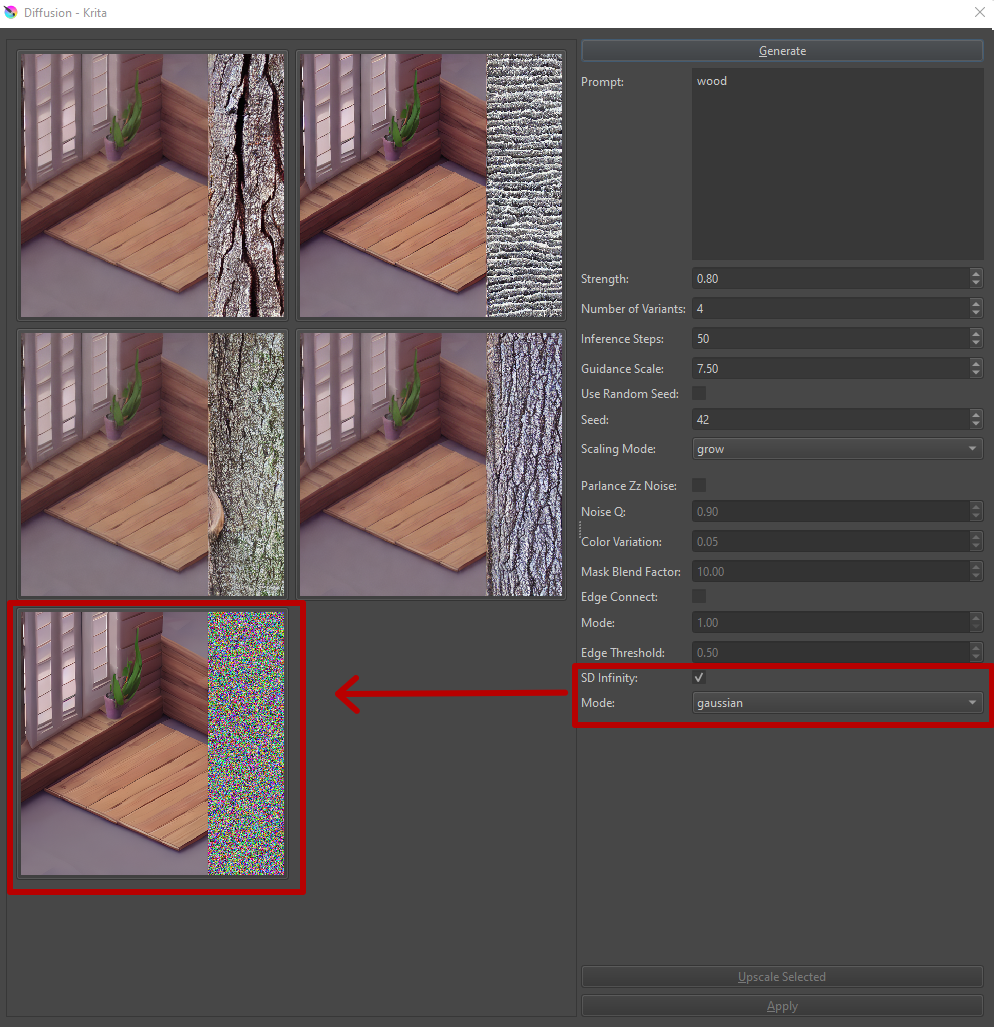 Diffusion - Krita
Generate
Prompt: wood
Strength: 0.80
Number of Variants: 4
Inference Steps: 50
Guidance Scale: 7.50
Use Random Seed:
Seed: 42
Scaling Mode: grow
Parlance Zz Noise:
Noise Q: 0.90
Color Variation: 0.05
Mask Blend Factor: 10.00
Edge Connect:
Mode: 1.00
Edge Threshold: 0.50
SD Infinity:
Mode: gaussian
Upscale Selected
Apply